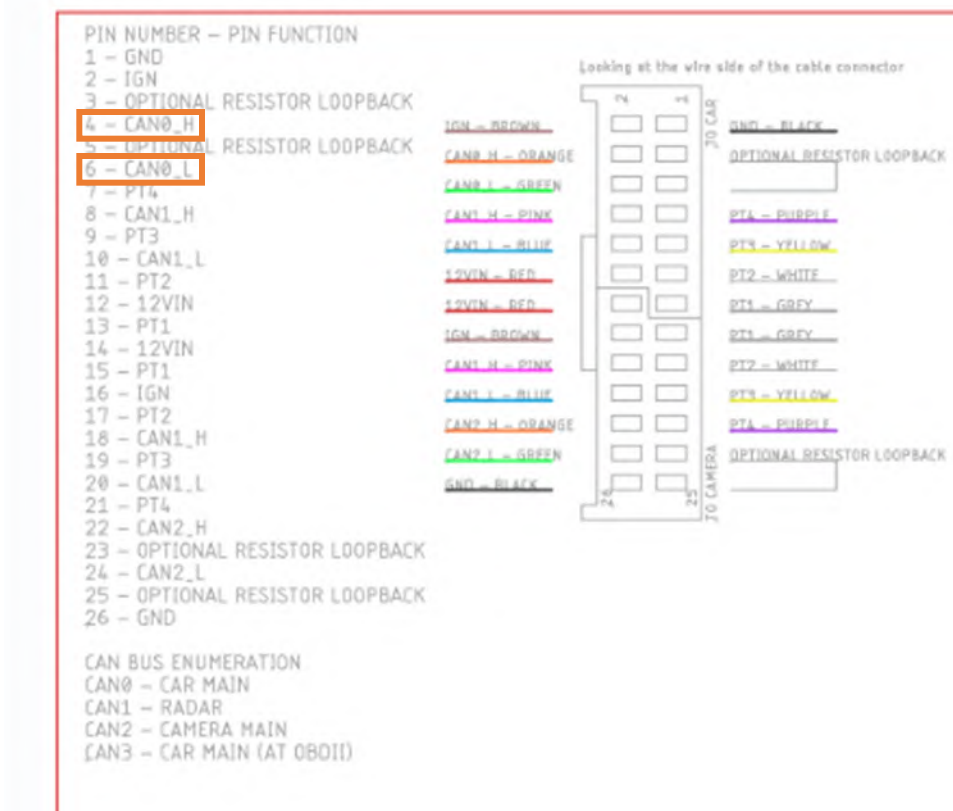 PIN NUMBER – PIN FUNCTION
1 – GND
2 – IGN
3 – OPTIONAL RESISTOR LOOPBACK
4 – CAN0_H
5 – OPTIONAL RESISTOR LOOPBACK
6 – CAN0_L
7 – PT4
8 – CAN1_H
9 – PT3
10 – CAN1_L
11 – PT2
12 – 12VIN
13 – PT1
14 – 12VIN
15 – PT1
16 – IGN
17 – PT2
18 – CAN1_H
19 – PT3
20 – CAN1_L
21 – PT4
22 – CAN2_H
23 – OPTIONAL RESISTOR LOOPBACK
24 – CAN2_L
25 – OPTIONAL RESISTOR LOOPBACK
26 – GND
CAN BUS ENUMERATION
CAN0 – CAR MAIN
CAN1 – RADAR
CAN2 – CAMERA MAIN
CAN3 – CAR MAIN (AT OBDII)
Looking at the wire side of the cable connector
IGN – BROWN
CAN0_H – ORANGE
CAN0_L – GREEN
CAN1_H – PINK
CAN1_L – BLUE
12VIN – RED
12VIN – RED
IGN – BROWN
CAN1_H – PINK
CAN1_L – BLUE
CAN2_H – ORANGE
CAN2_L – GREEN
GND – BLACK
2 1
26 25
TO CAR
TO CAMERA
GND – BLACK
OPTIONAL RESISTOR LOOPBACK
PT4 – PURPLE
PT3 – YELLOW
PT2 – WHITE
PT1 – GREY
PT1 – GREY
PT2 – WHITE
PT3 – YELLOW
PT4 – PURPLE
OPTIONAL RESISTOR LOOPBACK